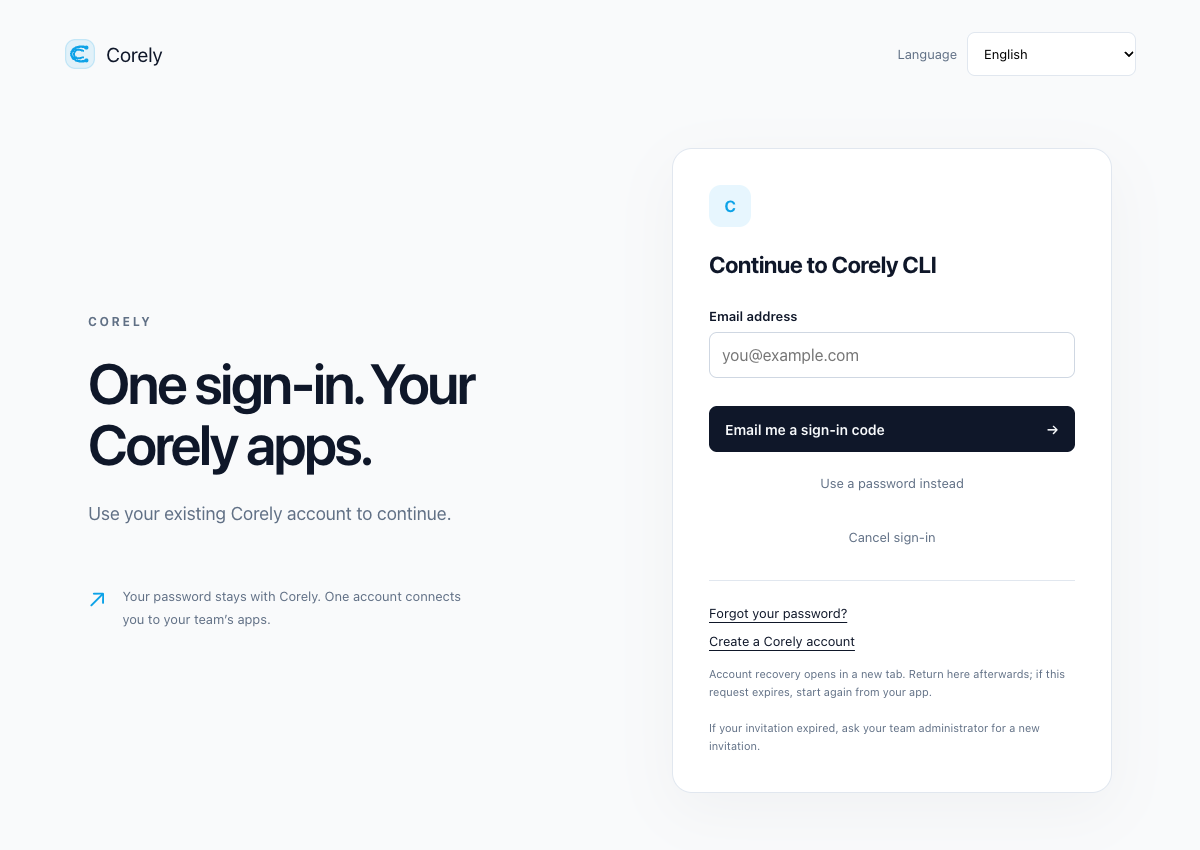 Corely
Language
English
CORELY
One sign-in. Your
Corely apps.
Use your existing Corely account to continue.
Your password stays with Corely. One account connects
you to your team's apps.
C
Continue to Corely CLI
Email address
you@example.com
Email me a sign-in code →
Use a password instead
Cancel sign-in
Forgot your password?
Create a Corely account
Account recovery opens in a new tab. Return here afterwards; if this
request expires, start again from your app.
If your invitation expired, ask your team administrator for a new
invitation.